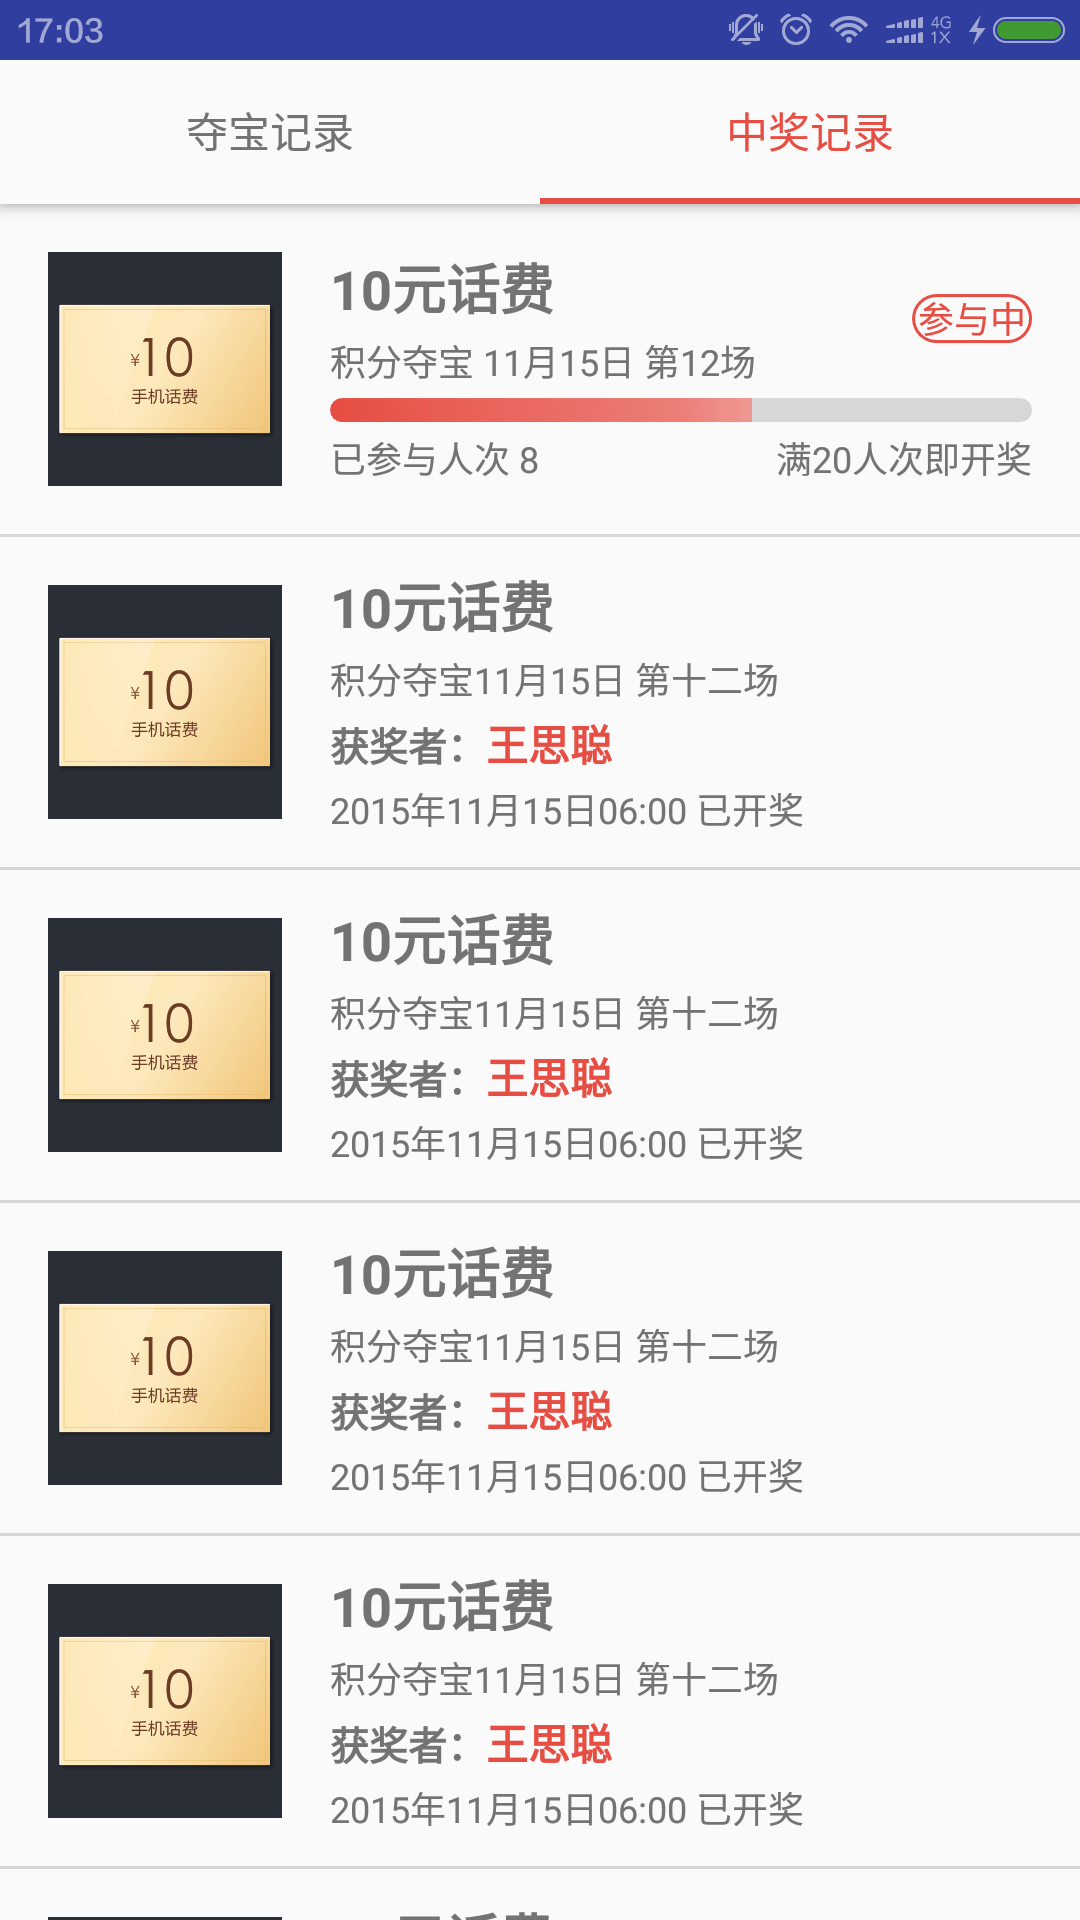 17:03
4G
1X
夺宝记录
中奖记录
¥10
手机话费
10元话费
积分夺宝 11月15日 第12场
参与中
已参与人次 8
满20人次即开奖
¥10
手机话费
10元话费
积分夺宝11月15日 第十二场
获奖者：王思聪
2015年11月15日06:00 已开奖
¥10
手机话费
10元话费
积分夺宝11月15日 第十二场
获奖者：王思聪
2015年11月15日06:00 已开奖
¥10
手机话费
10元话费
积分夺宝11月15日 第十二场
获奖者：王思聪
2015年11月15日06:00 已开奖
¥10
手机话费
10元话费
积分夺宝11月15日 第十二场
获奖者：王思聪
2015年11月15日06:00 已开奖